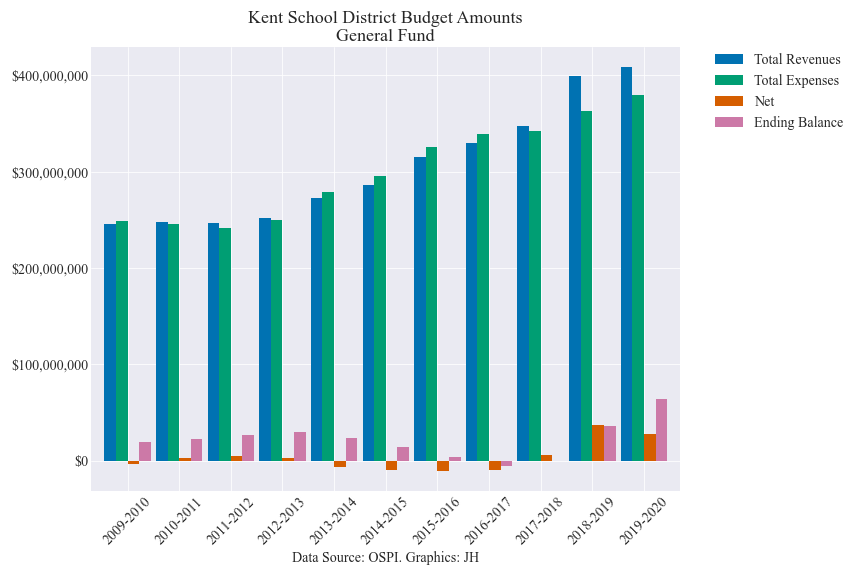 Kent School District Budget Amounts
General Fund
Total Revenues
Total Expenses
Net
Ending Balance
$400,000,000
$300,000,000
$200,000,000
$100,000,000
$0
2009-2010
2010-2011
2011-2012
2012-2013
2013-2014
2014-2015
2015-2016
2016-2017
2017-2018
2018-2019
2019-2020
Data Source: OSPI. Graphics: JH